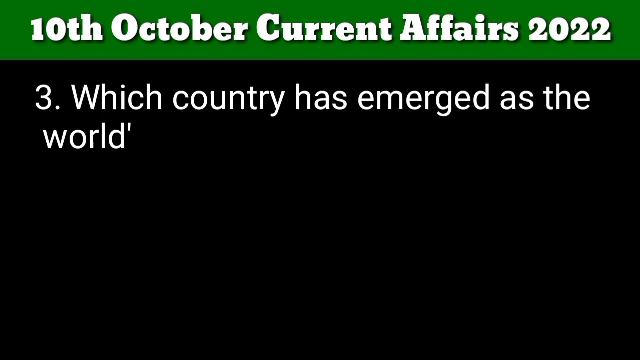 10th October Current Affairs 2022
3. Which country has emerged as the
world'